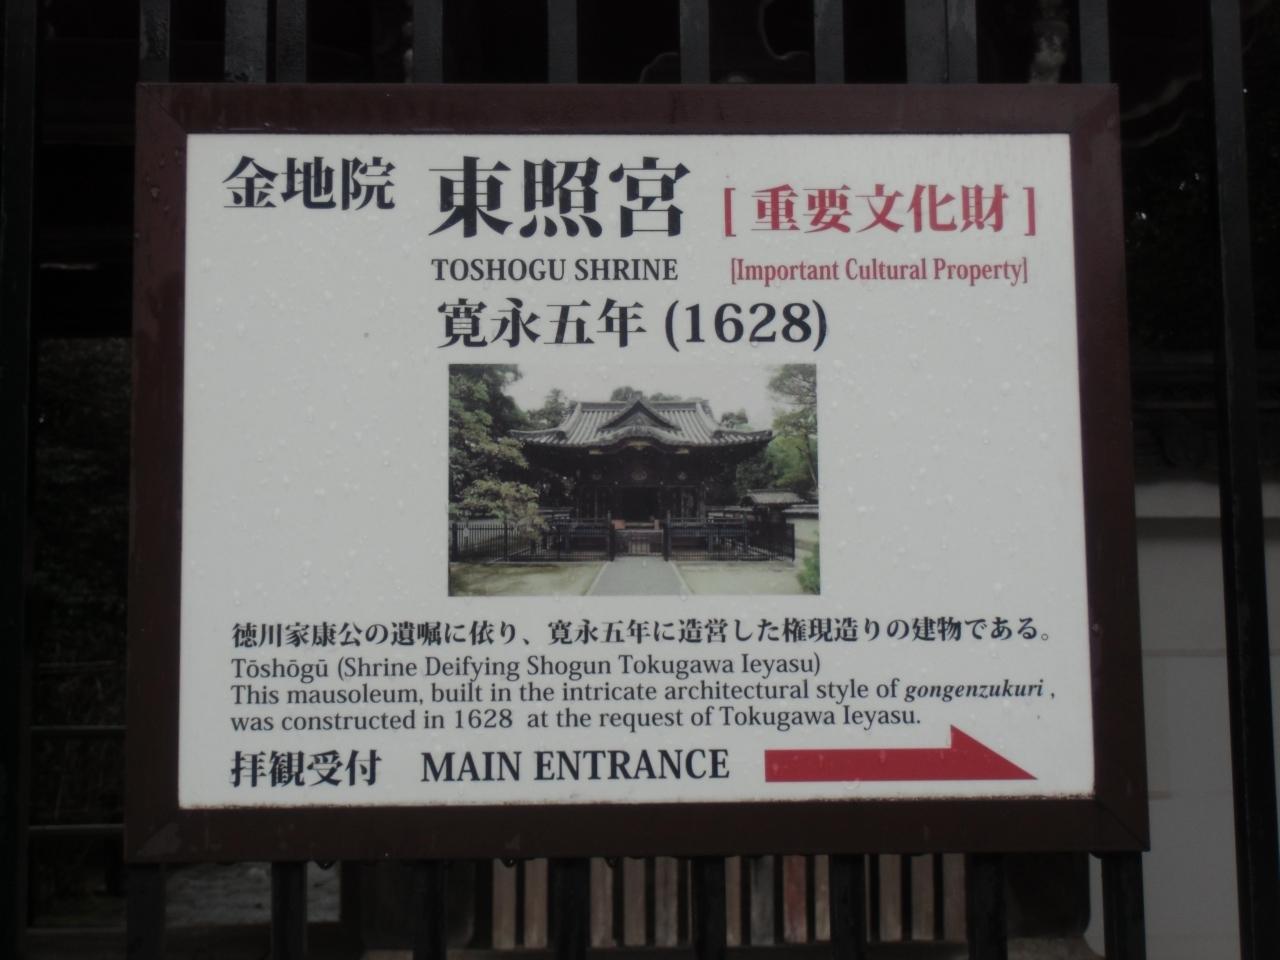 金地院 東照宮 [重要文化財]
TOSHOGU SHRINE [Important Cultural Property]
寛永五年 (1628)
徳川家康公の遺嘱に依り、寛永五年に造営した権現造りの建物である。
Tōshōgū (Shrine Deifying Shogun Tokugawa Ieyasu)
This mausoleum, built in the intricate architectural style of gongenzukuri ,
was constructed in 1628 at the request of Tokugawa Ieyasu.
拝観受付 MAIN ENTRANCE